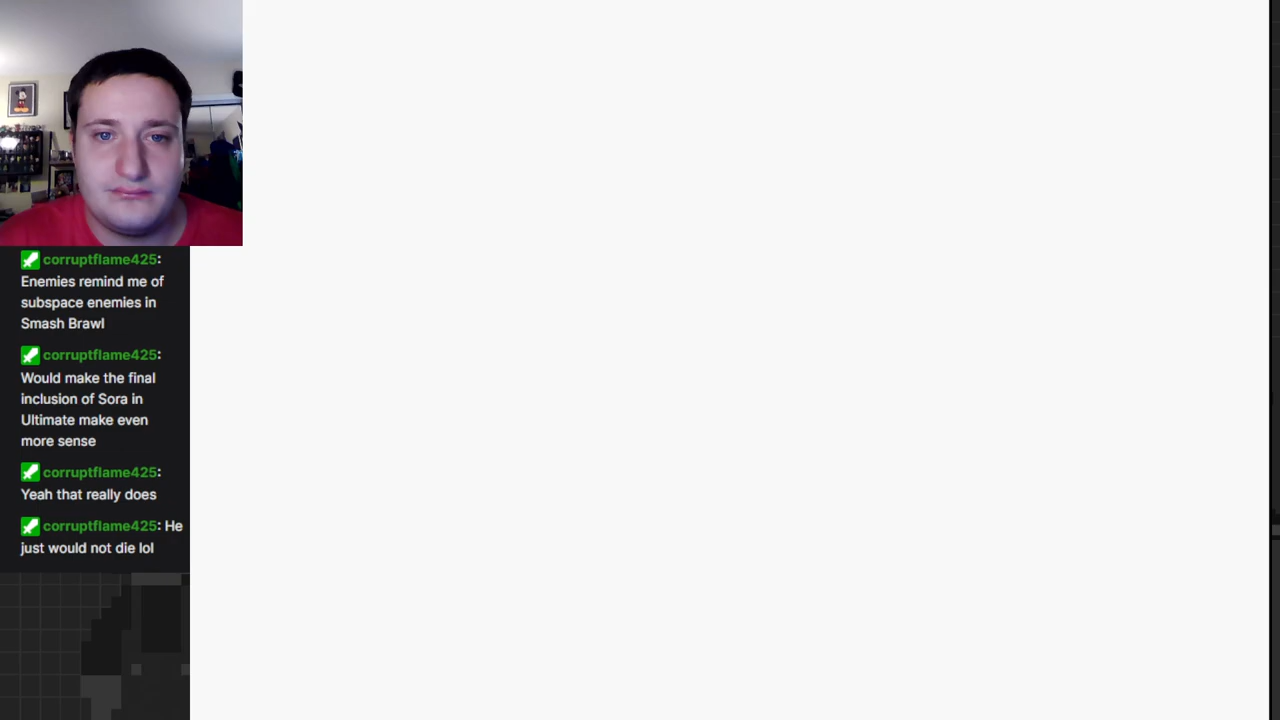 corruptflame425:
Enemies remind me of
subspace enemies in
Smash Brawl
corruptflame425:
Would make the final
inclusion of Sora in
Ultimate make even
more sense
corruptflame425:
Yeah that really does
corruptflame425: He
just would not die lol